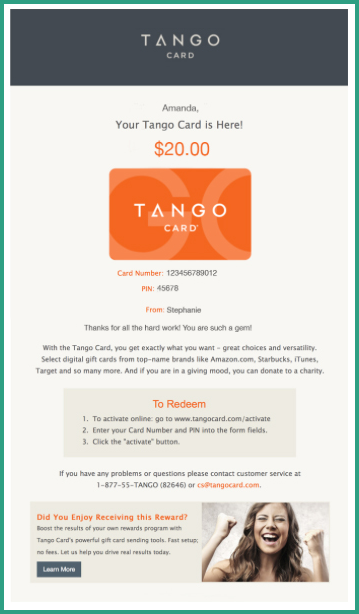 TANGO
CARD
Amanda,
Your Tango Card is Here!
$20.00
TANGO
CARD
Card Number: 123456789012
PIN: 45678
From: Stephanie
Thanks for all the hard work! You are such a gem!
With the Tango Card, you get exactly what you want – great choices and versatility.
Select digital gift cards from top-name brands like Amazon.com, Starbucks, iTunes,
Target and so many more. And if you are in a giving mood, you can donate to a charity.
To Redeem
1. To activate online: go to www.tangocard.com/activate
2. Enter your Card Number and PIN into the form fields.
3. Click the "activate" button.
If you have any problems or questions please contact customer service at
1-877-55-TANGO (82646) or cs@tangocard.com.
Did You Enjoy Receiving this Reward?
Boost the results of your own rewards program with
Tango Card's powerful gift card sending tools. Fast setup;
no fees. Let us help you drive real results today.
Learn More